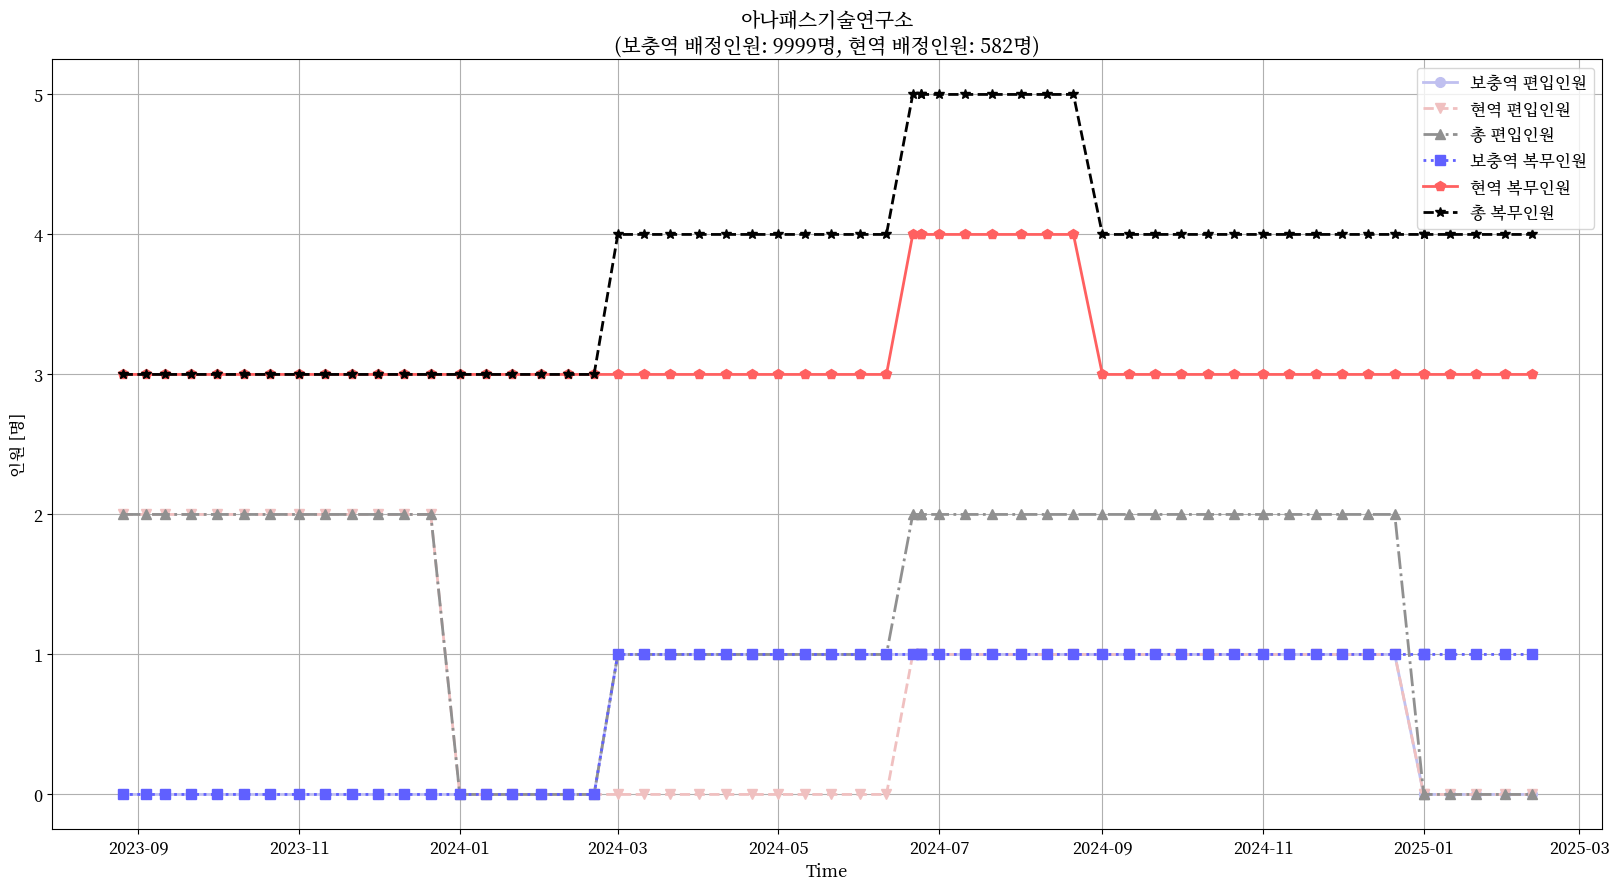 아나패스기술연구소
(보충역 배정인원: 9999명, 현역 배정인원: 582명)
보충역 편입인원
현역 편입인원
총 편입인원
보충역 복무인원
현역 복무인원
총 복무인원
인원 [명]
5
4
3
2
1
0
2023-09
2023-11
2024-01
2024-03
2024-05
2024-07
2024-09
2024-11
2025-01
2025-03
Time